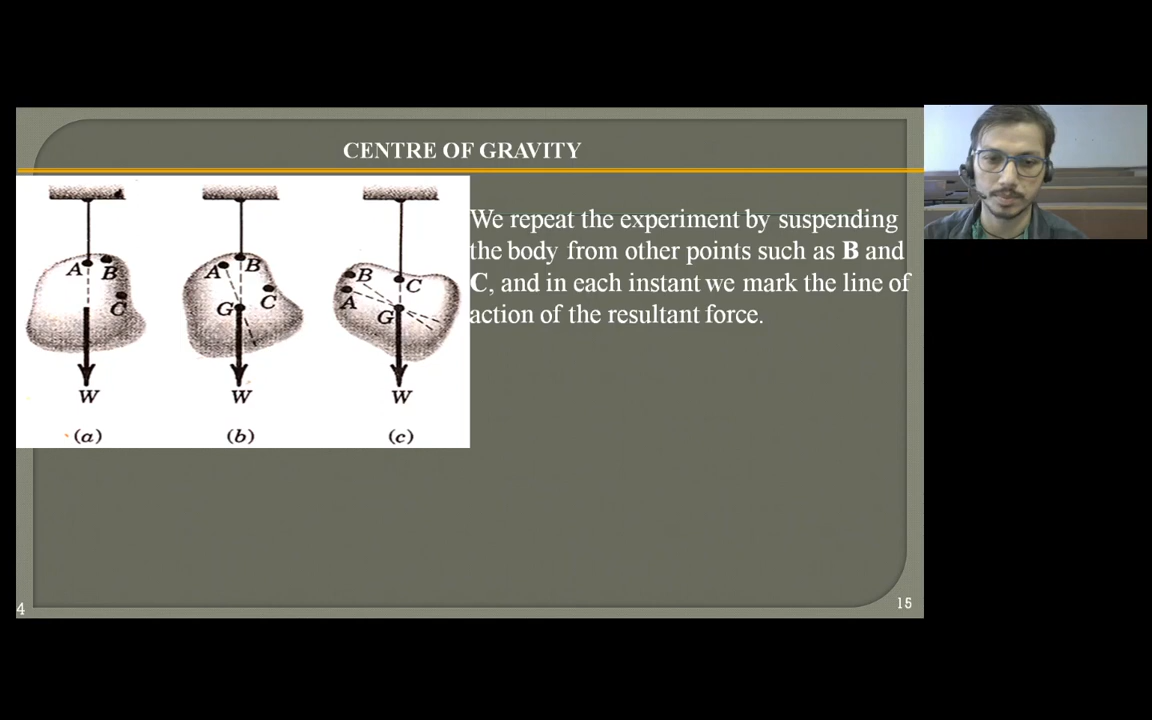 CENTRE OF GRAVITY
We repeat the experiment by suspending
the body from other points such as B and
C, and in each instant we mark the line of
action of the resultant force.
A B C W (a)
A B G C W (b)
B A C G W (c)
4
15